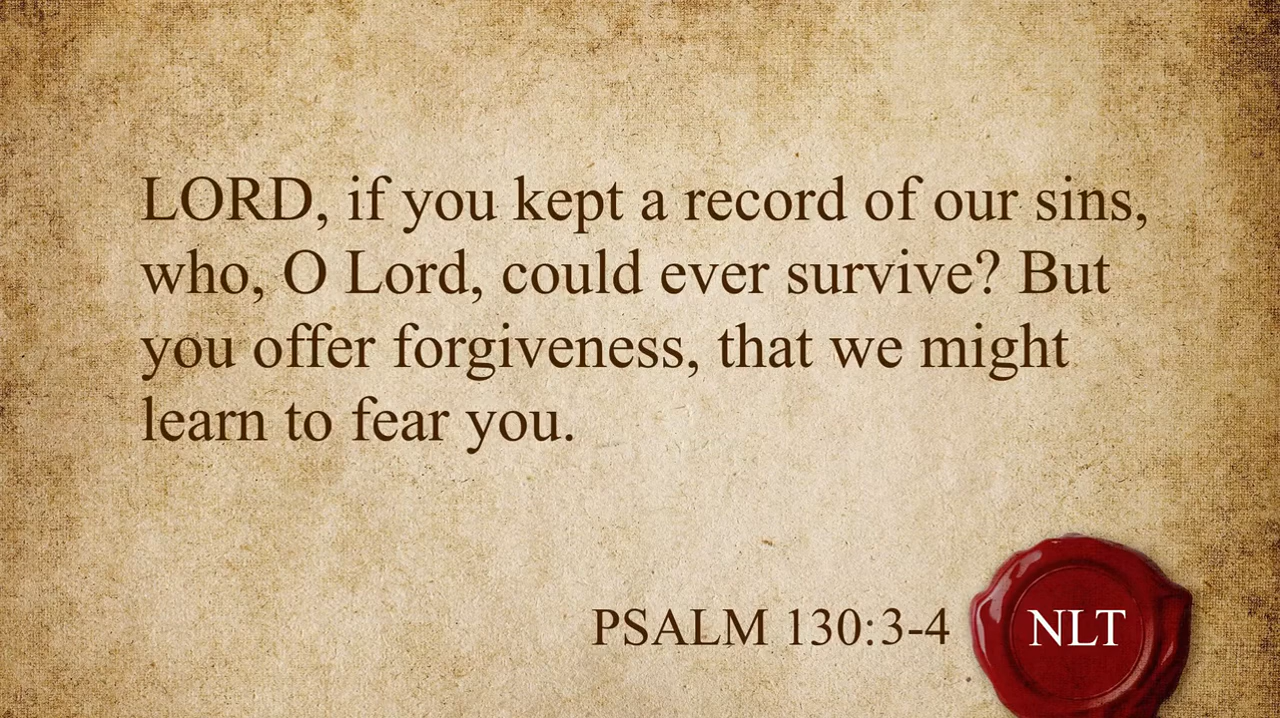 LORD, if you kept a record of our sins,
who, O Lord, could ever survive? But
you offer forgiveness, that we might
learn to fear you.
PSALM 130:3-4
NLT